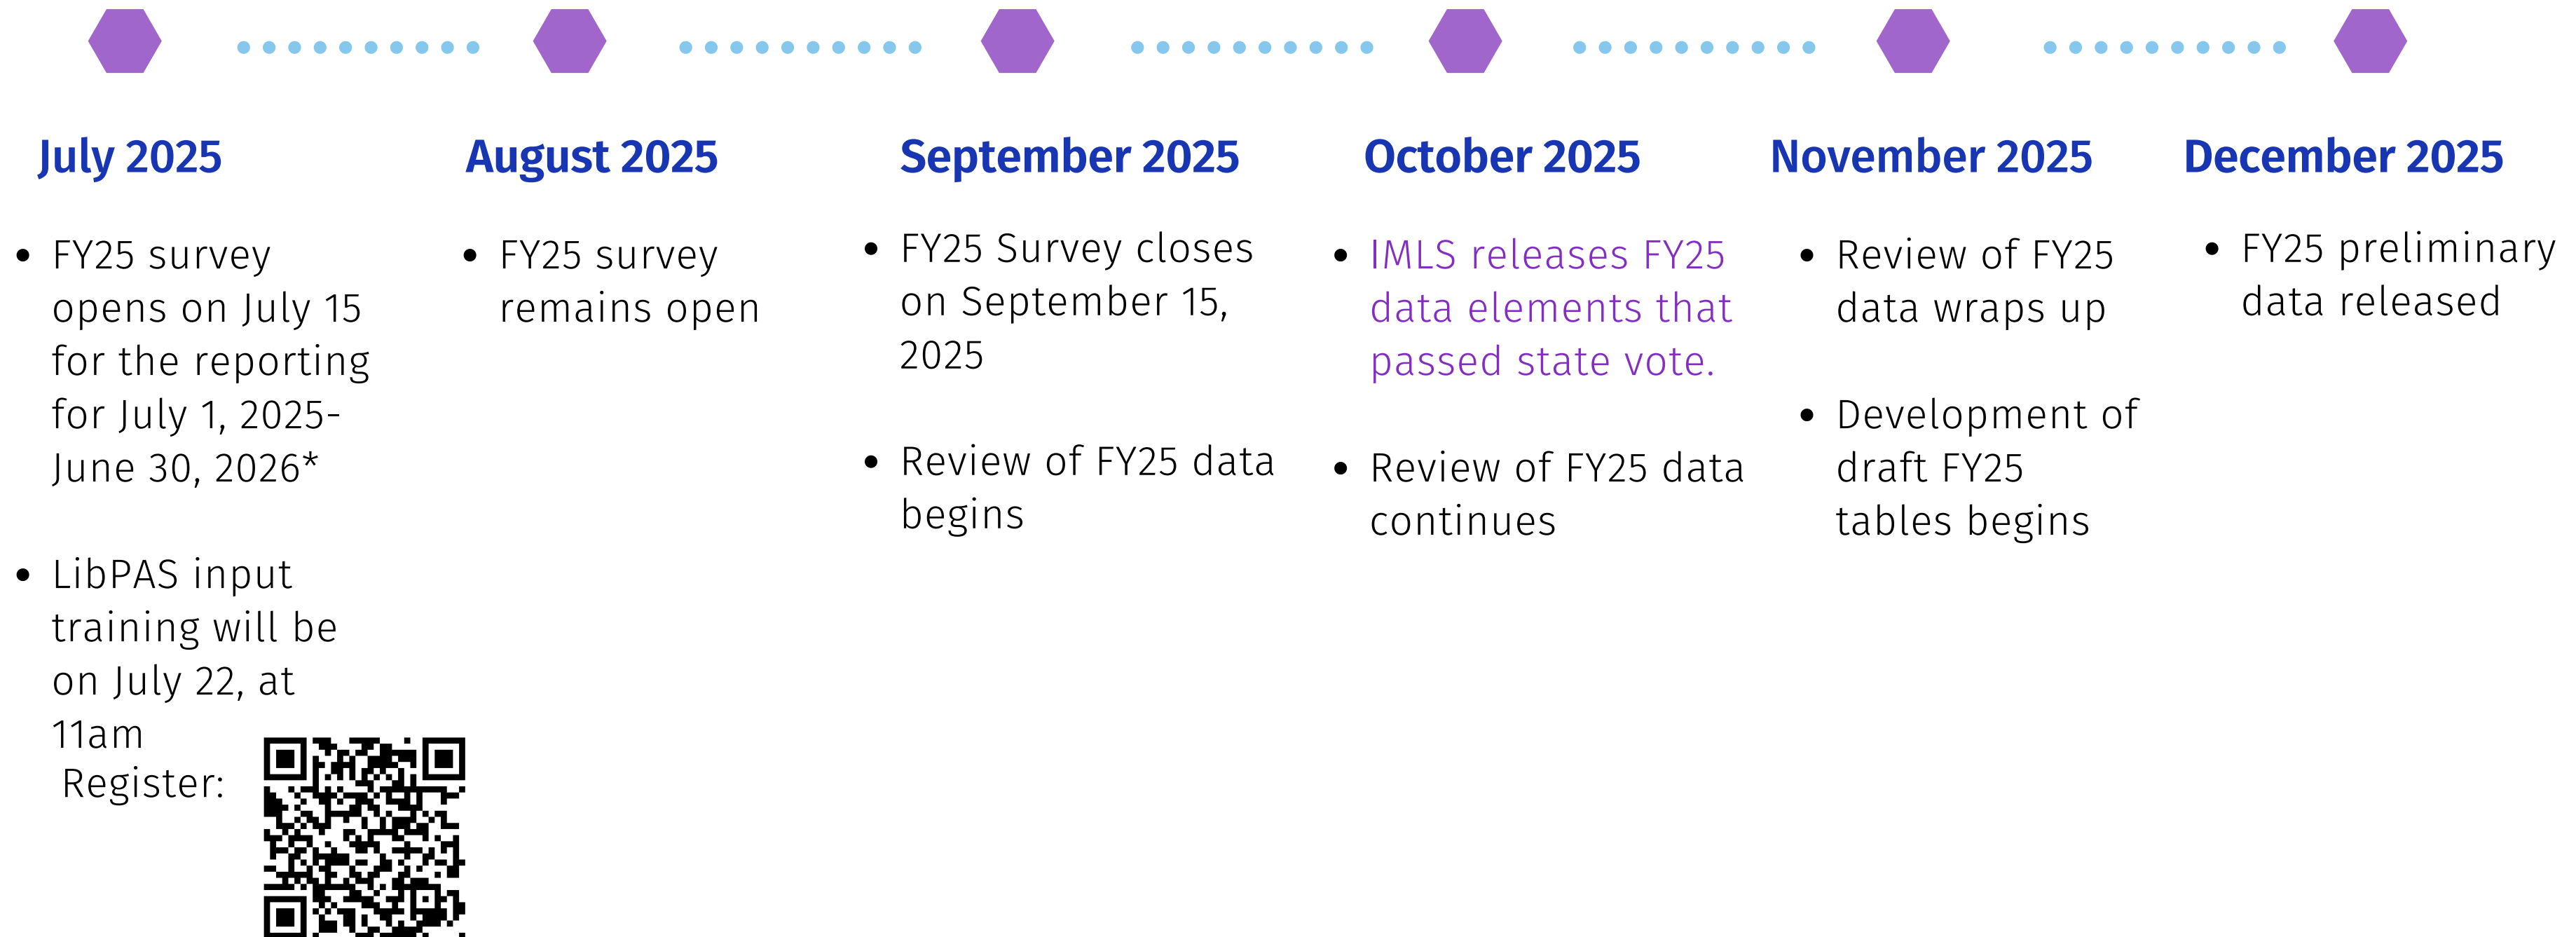 July 2025
• FY25 survey
opens on July 15
for the reporting
for July 1, 2025-
June 30, 2026*
• LibPAS input
training will be
on July 22, at
11am
Register:
August 2025
• FY25 survey
remains open
September 2025
• FY25 Survey closes
on September 15,
2025
• Review of FY25 data
begins
October 2025
• IMLS releases FY25
data elements that
passed state vote.
• Review of FY25 data
continues
November 2025
• Review of FY25
data wraps up
• Development of
draft FY25
tables begins
December 2025
• FY25 preliminary
data released